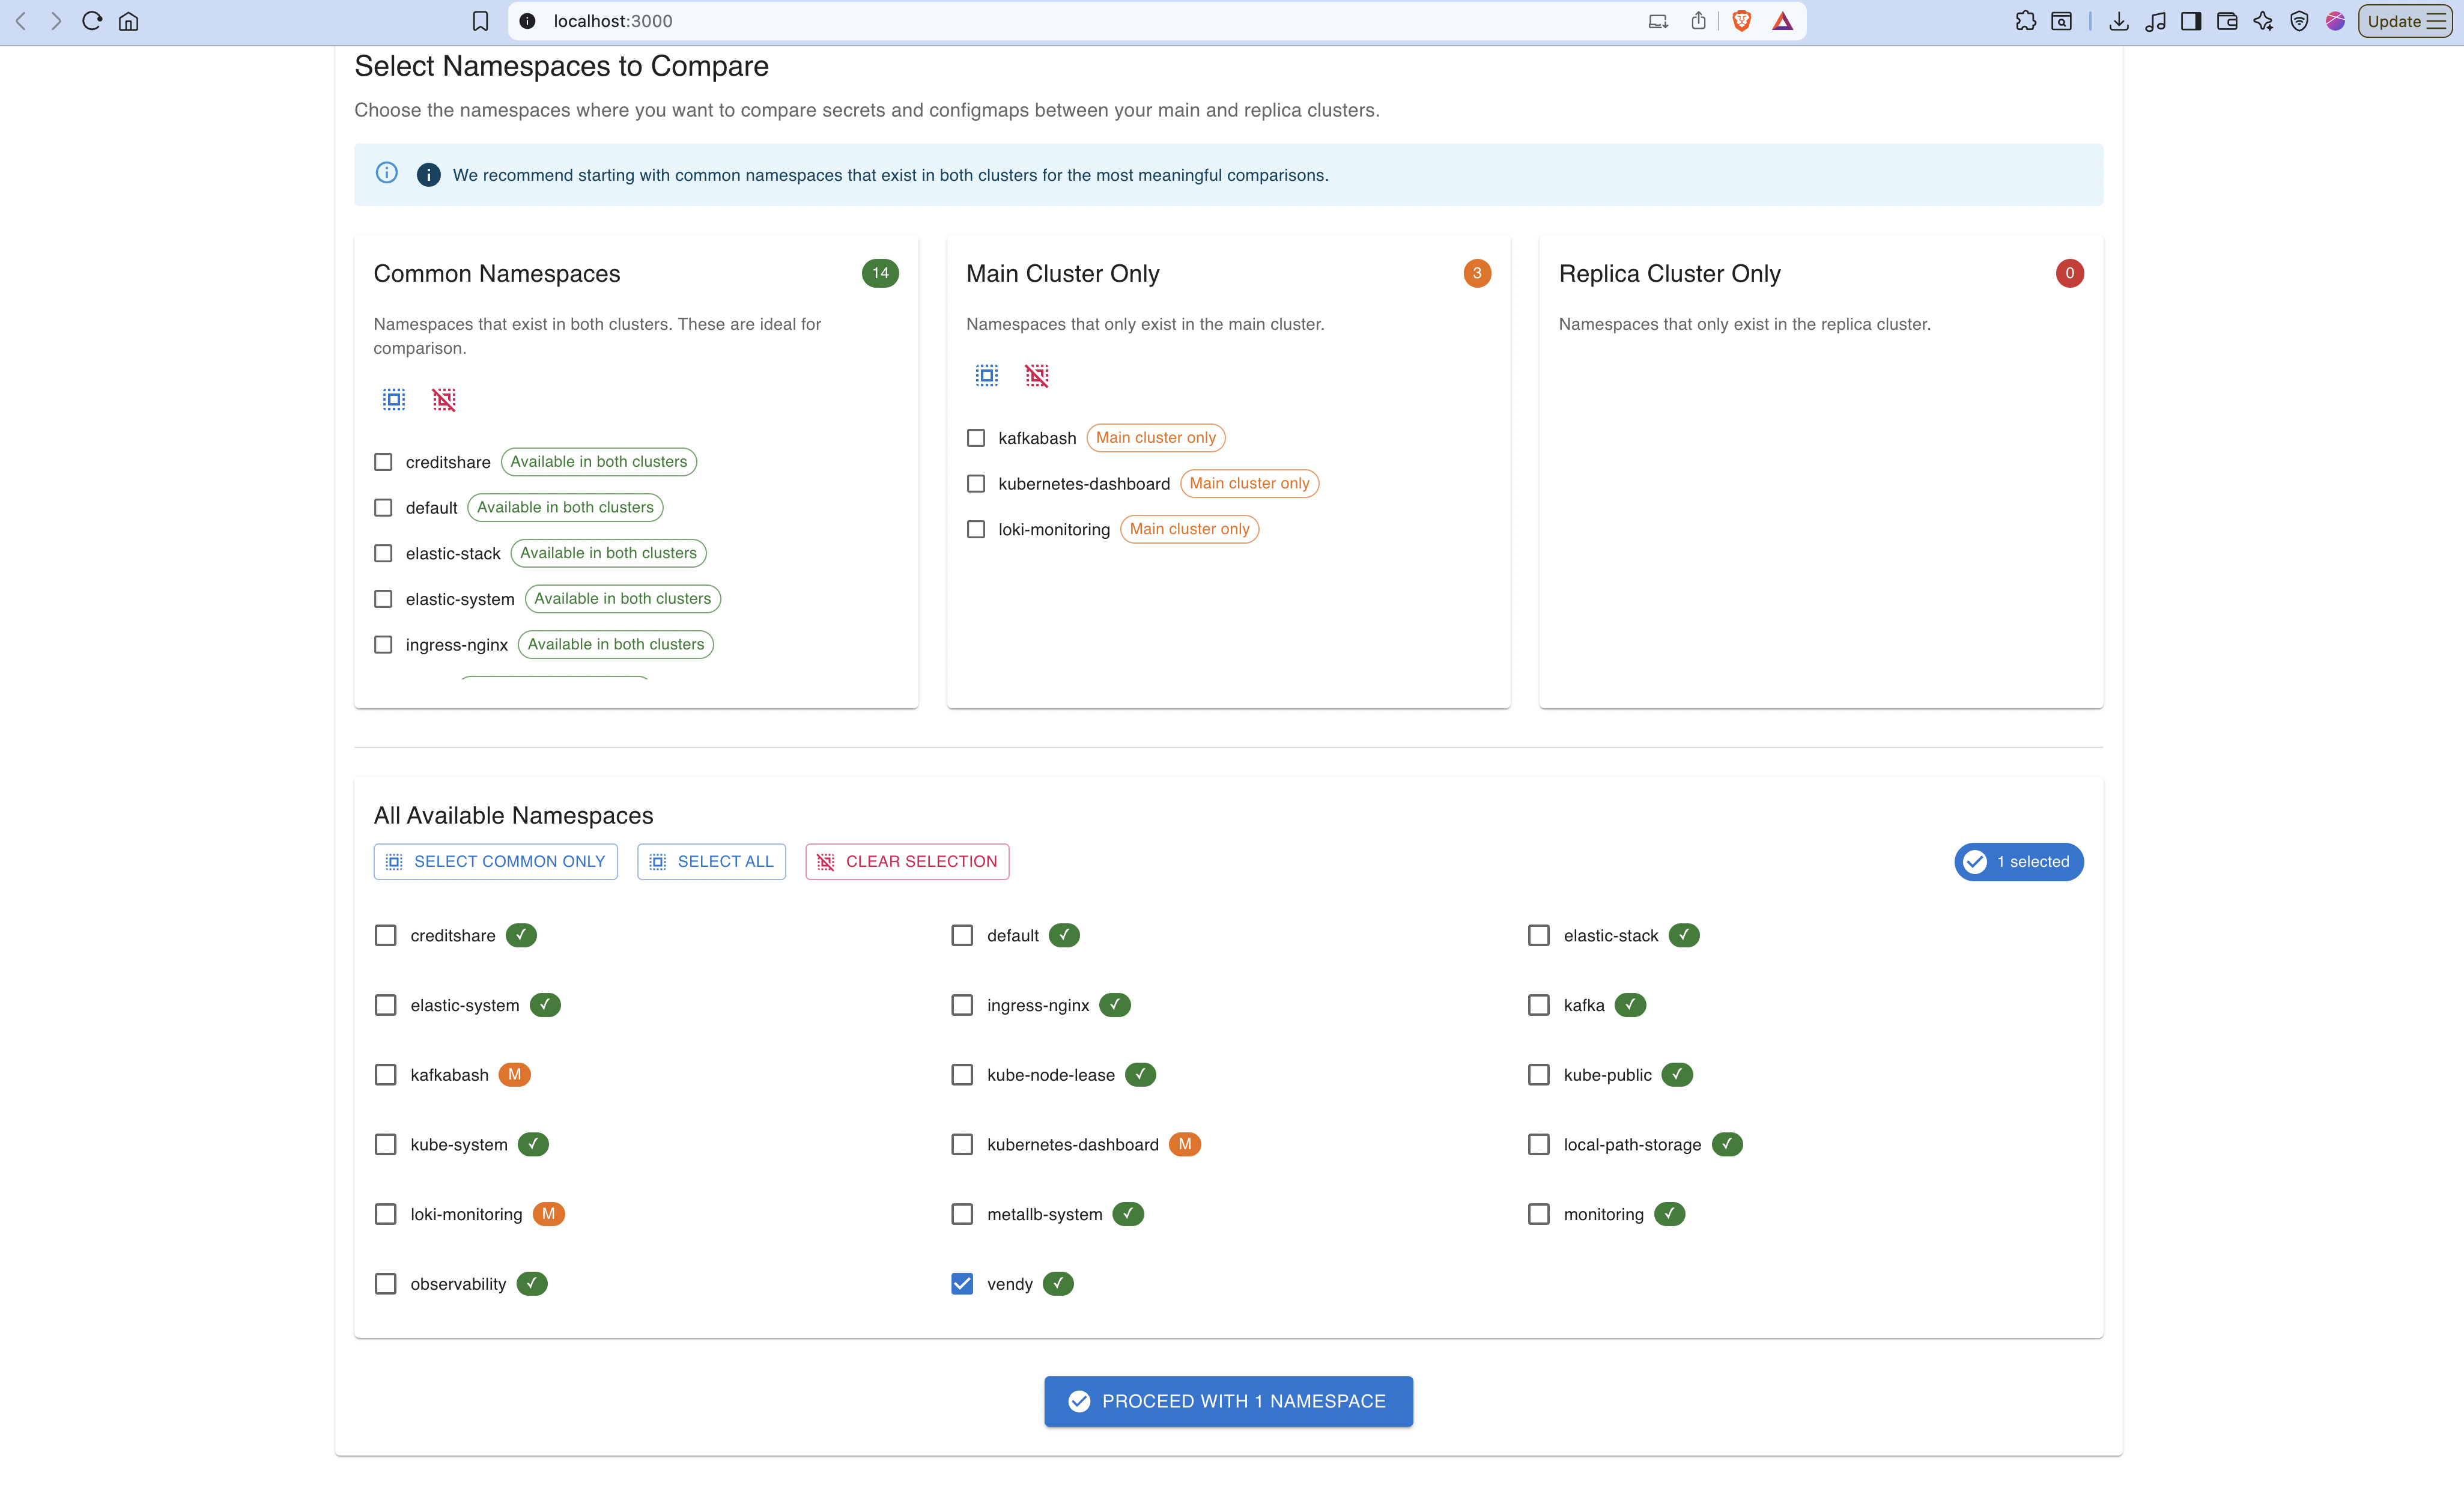 localhost:3000
Update
Select Namespaces to Compare
Choose the namespaces where you want to compare secrets and configmaps between your main and replica clusters.
We recommend starting with common namespaces that exist in both clusters for the most meaningful comparisons.
Common Namespaces 14
Namespaces that exist in both clusters. These are ideal for
comparison.
creditshare Available in both clusters
default Available in both clusters
elastic-stack Available in both clusters
elastic-system Available in both clusters
ingress-nginx Available in both clusters
Main Cluster Only 3
Namespaces that only exist in the main cluster.
kafkabash Main cluster only
kubernetes-dashboard Main cluster only
loki-monitoring Main cluster only
Replica Cluster Only 0
Namespaces that only exist in the replica cluster.
All Available Namespaces
SELECT COMMON ONLY SELECT ALL CLEAR SELECTION 1 selected
creditshare ✓ default ✓ elastic-stack ✓
elastic-system ✓ ingress-nginx ✓ kafka ✓
kafkabash M kube-node-lease ✓ kube-public ✓
kube-system ✓ kubernetes-dashboard M local-path-storage ✓
loki-monitoring M metallb-system ✓ monitoring ✓
observability ✓ vendy ✓
PROCEED WITH 1 NAMESPACE